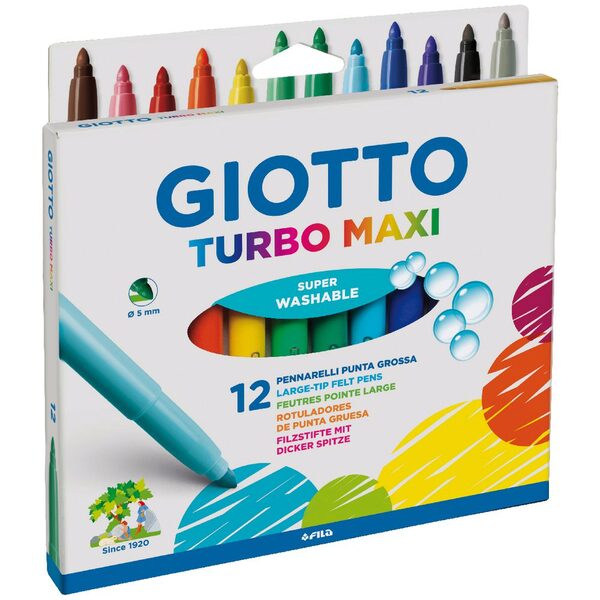 12
GIOTTO
TURBO MAXI
GIOTTO
TURBO MAXI
SUPER
WASHABLE
Ø 5 mm
12
PENNARELLI PUNTA GROSSA
LARGE-TIP FELT PENS
FEUTRES POINTE LARGE
ROTULADORES
DE PUNTA GRUESA
FILZSTIFTE MIT
DICKER SPITZE
12
Since 1920
FILA